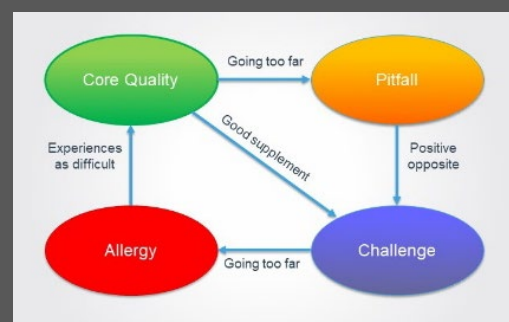 Core Quality
Going too far
Pitfall
Good supplement
Experiences
as difficult
Positive
opposite
Allergy
Going too far
Challenge